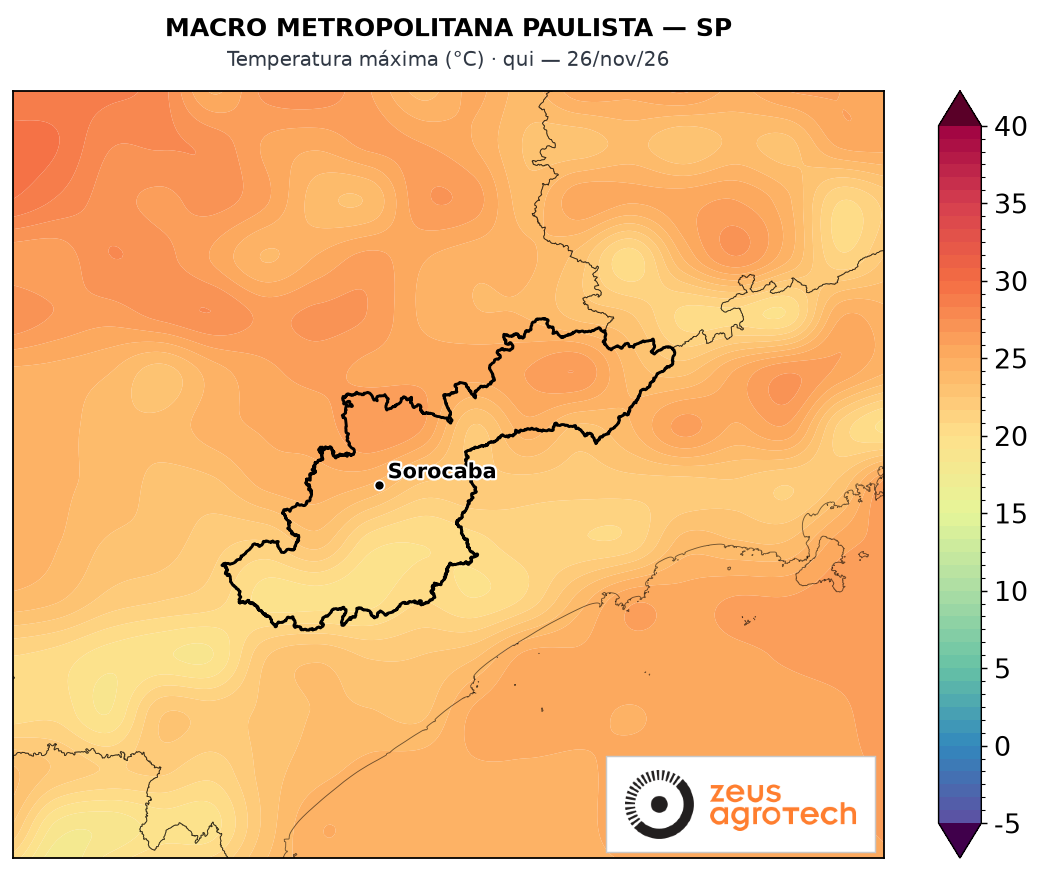 MACRO METROPOLITANA PAULISTA — SP
Temperatura máxima (°C) · qui — 26/nov/26
40
35
30
25
20
15
10
5
0
-5
Sorocaba
zeus
agrotech